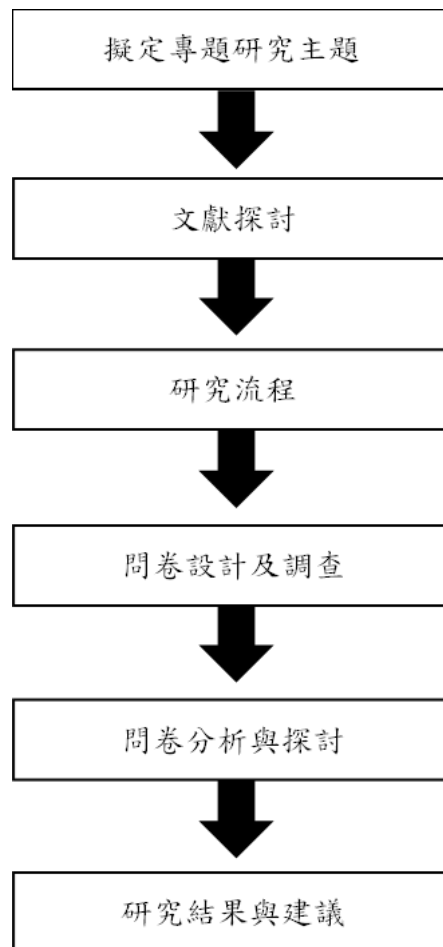 擬定專題研究主題
文獻探討
研究流程
問卷設計及調查
問卷分析與探討
研究結果與建議